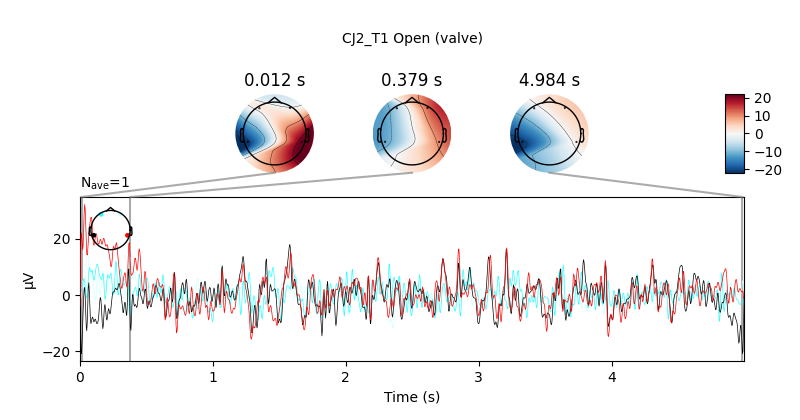 CJ2_T1 Open (valve)
0.012 s
0.379 s
4.984 s
20
10
0
−10
−20
Nave=1
20
0
−20
µV
0
1
2
3
4
Time (s)